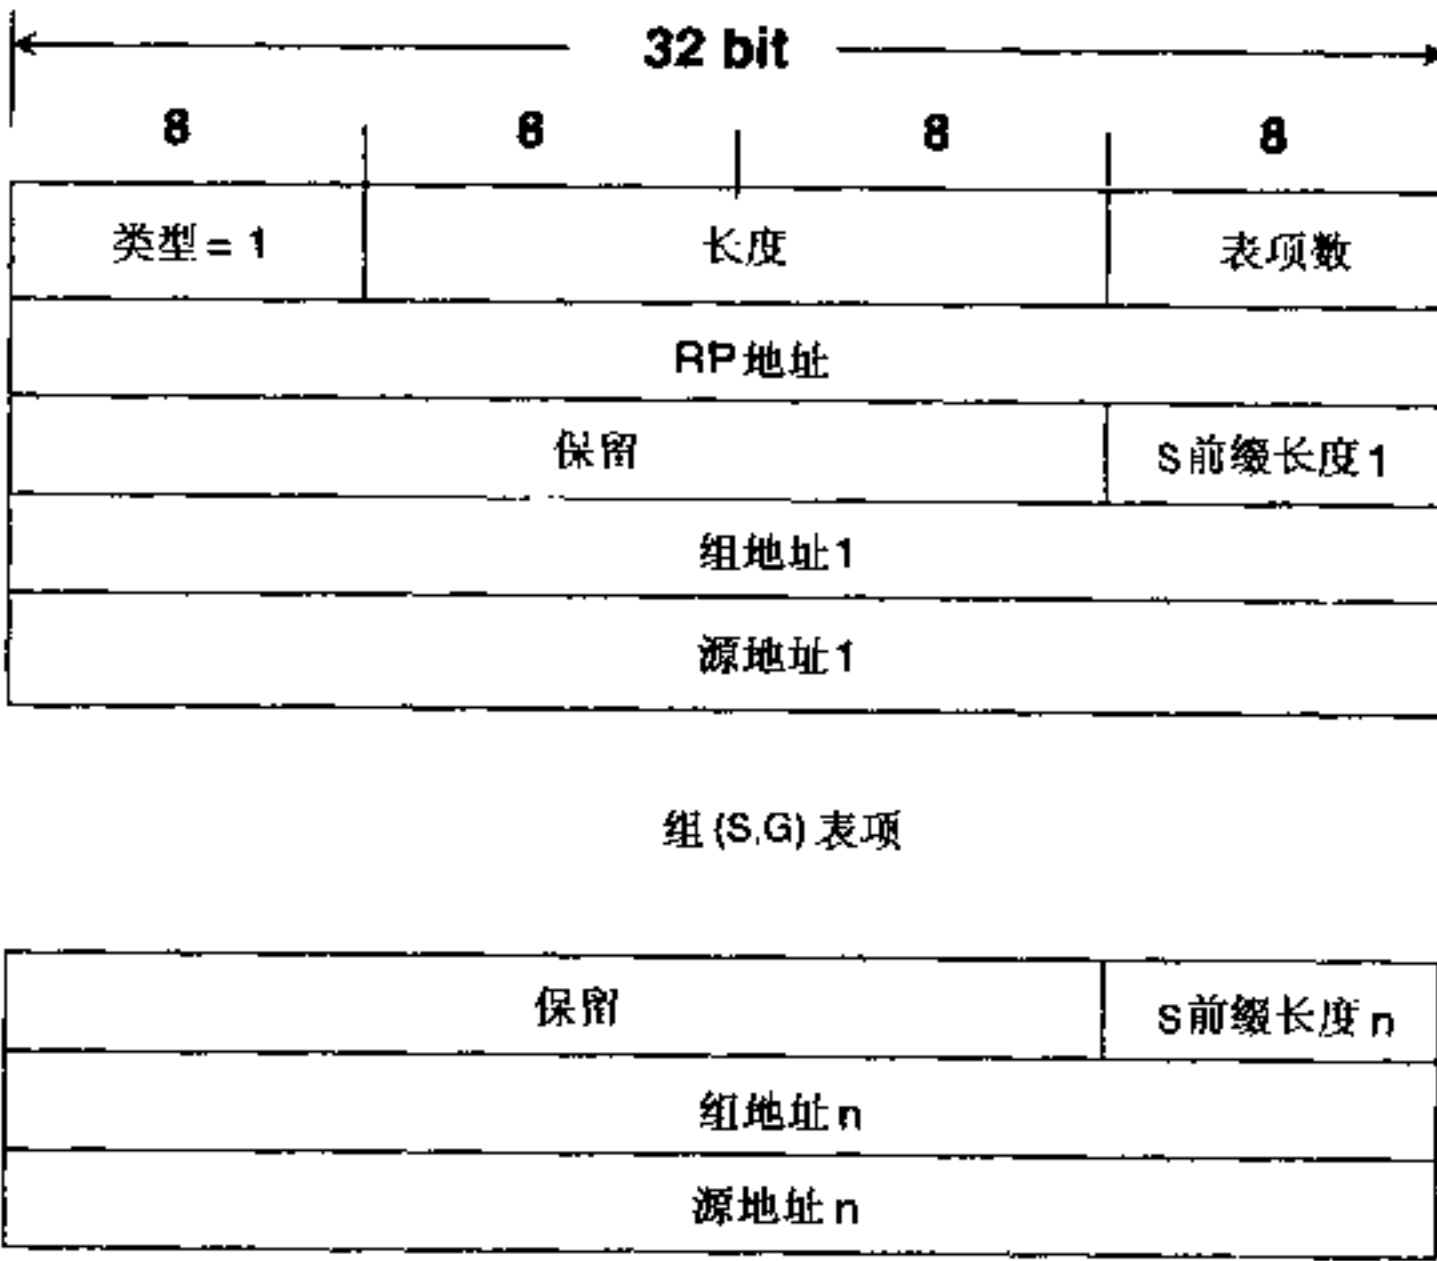 32 bit
8 8 8 8
类型 = 1 长度 表项数
RP 地址
保留 S 前缀长度 1
组地址 1
源地址 1
组 (S,G) 表项
保留 S 前缀长度 n
组地址 n
源地址 n